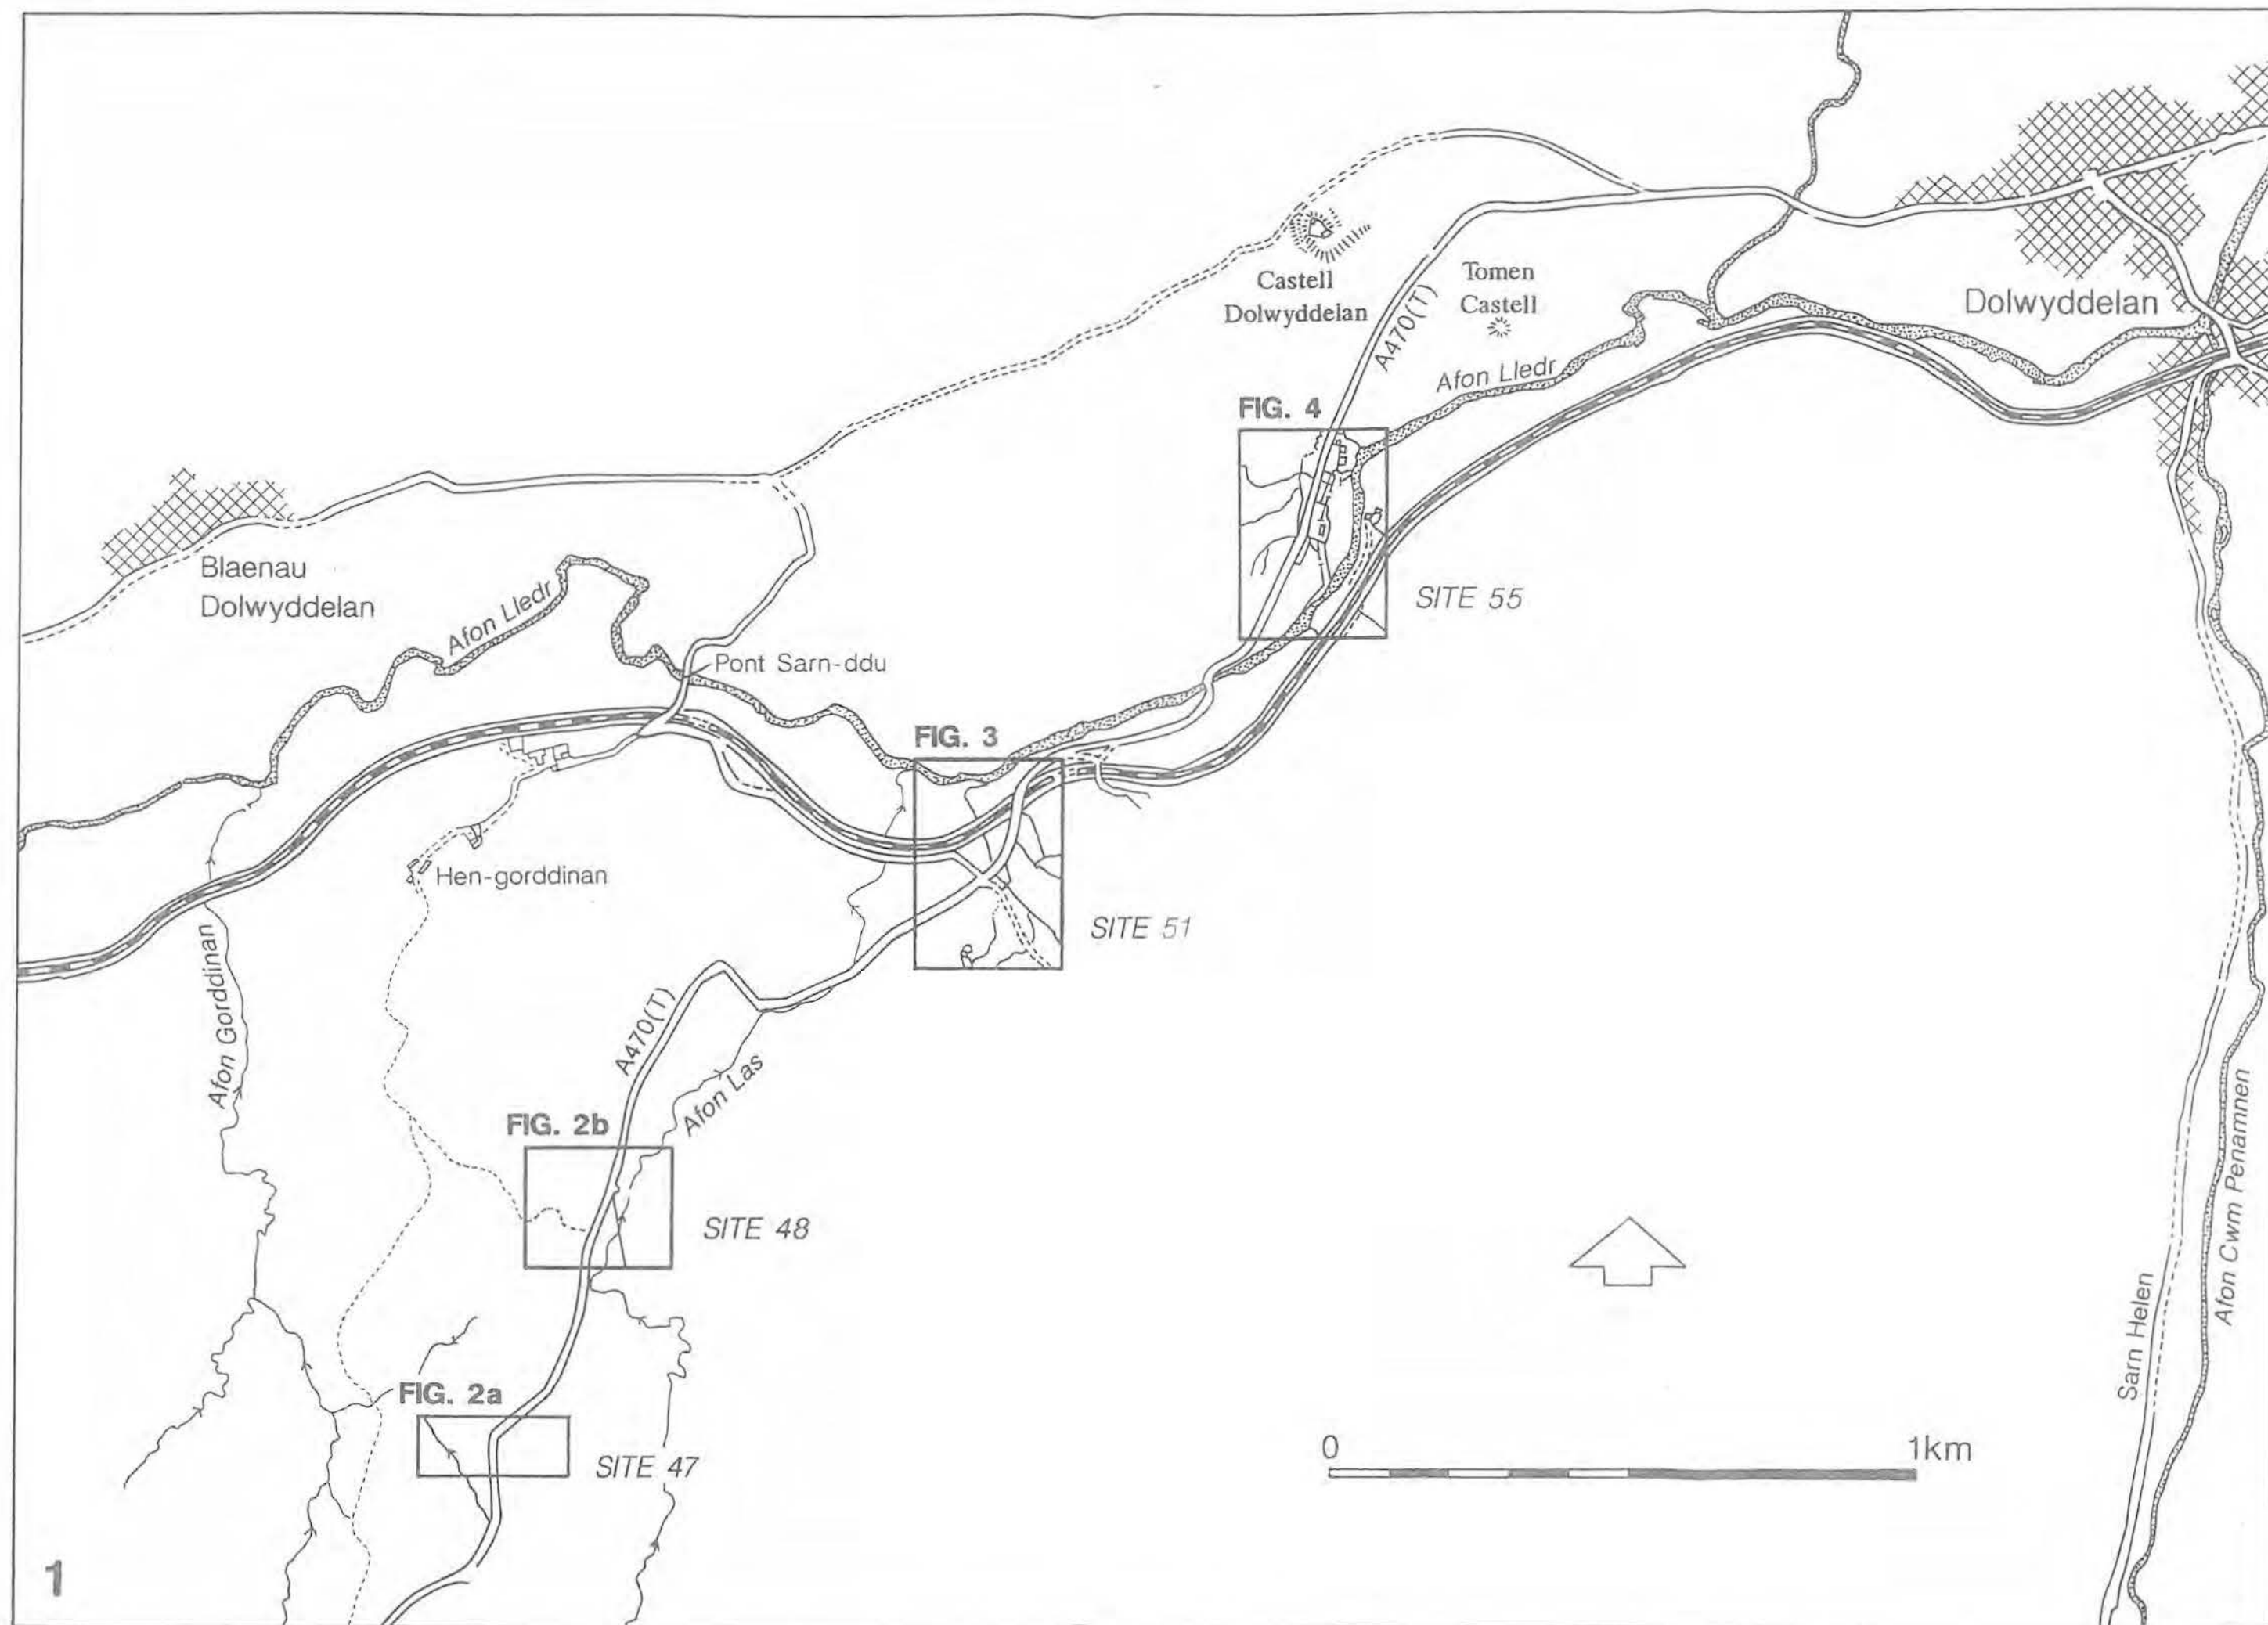 Castell
Dolwyddelan
Tomen
Castell
A470(T)
Dolwyddelan
Afon Lledr
FIG. 4
SITE 55
Blaenau
Dolwyddelan
Afon Lledr
Pont Sarn-ddu
FIG. 3
SITE 51
Hen-gorddinan
Afon Gorddinan
A470(T)
Afon Las
FIG. 2b
SITE 48
FIG. 2a
SITE 47
Sarn Helen
Afon Cwm Penamnen
0 1km
1